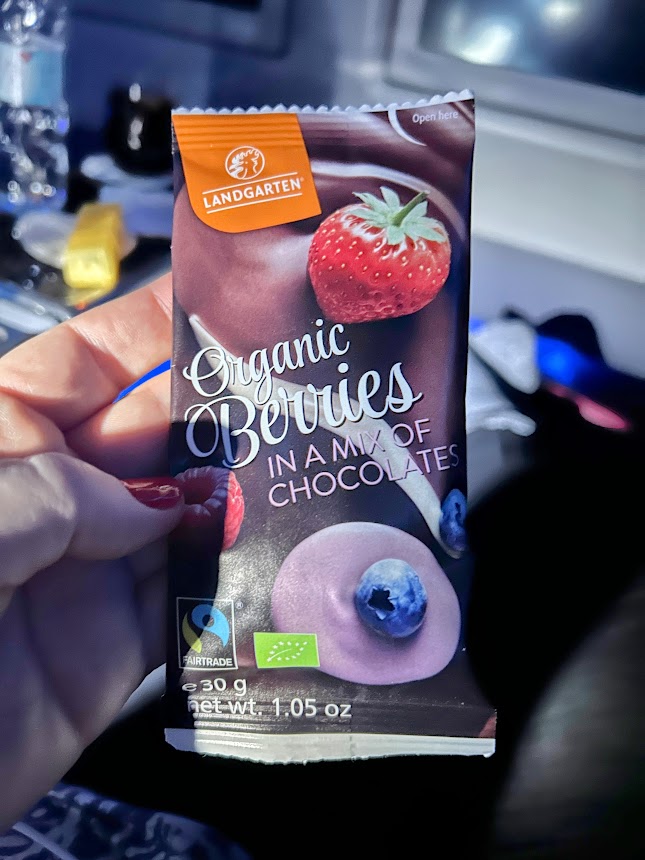 Open here
LANDGARTEN®
Organic
Berries
IN A MIX OF
CHOCOLATES
®
FAIRTRADE
℮ 30 g
net wt. 1.05 oz